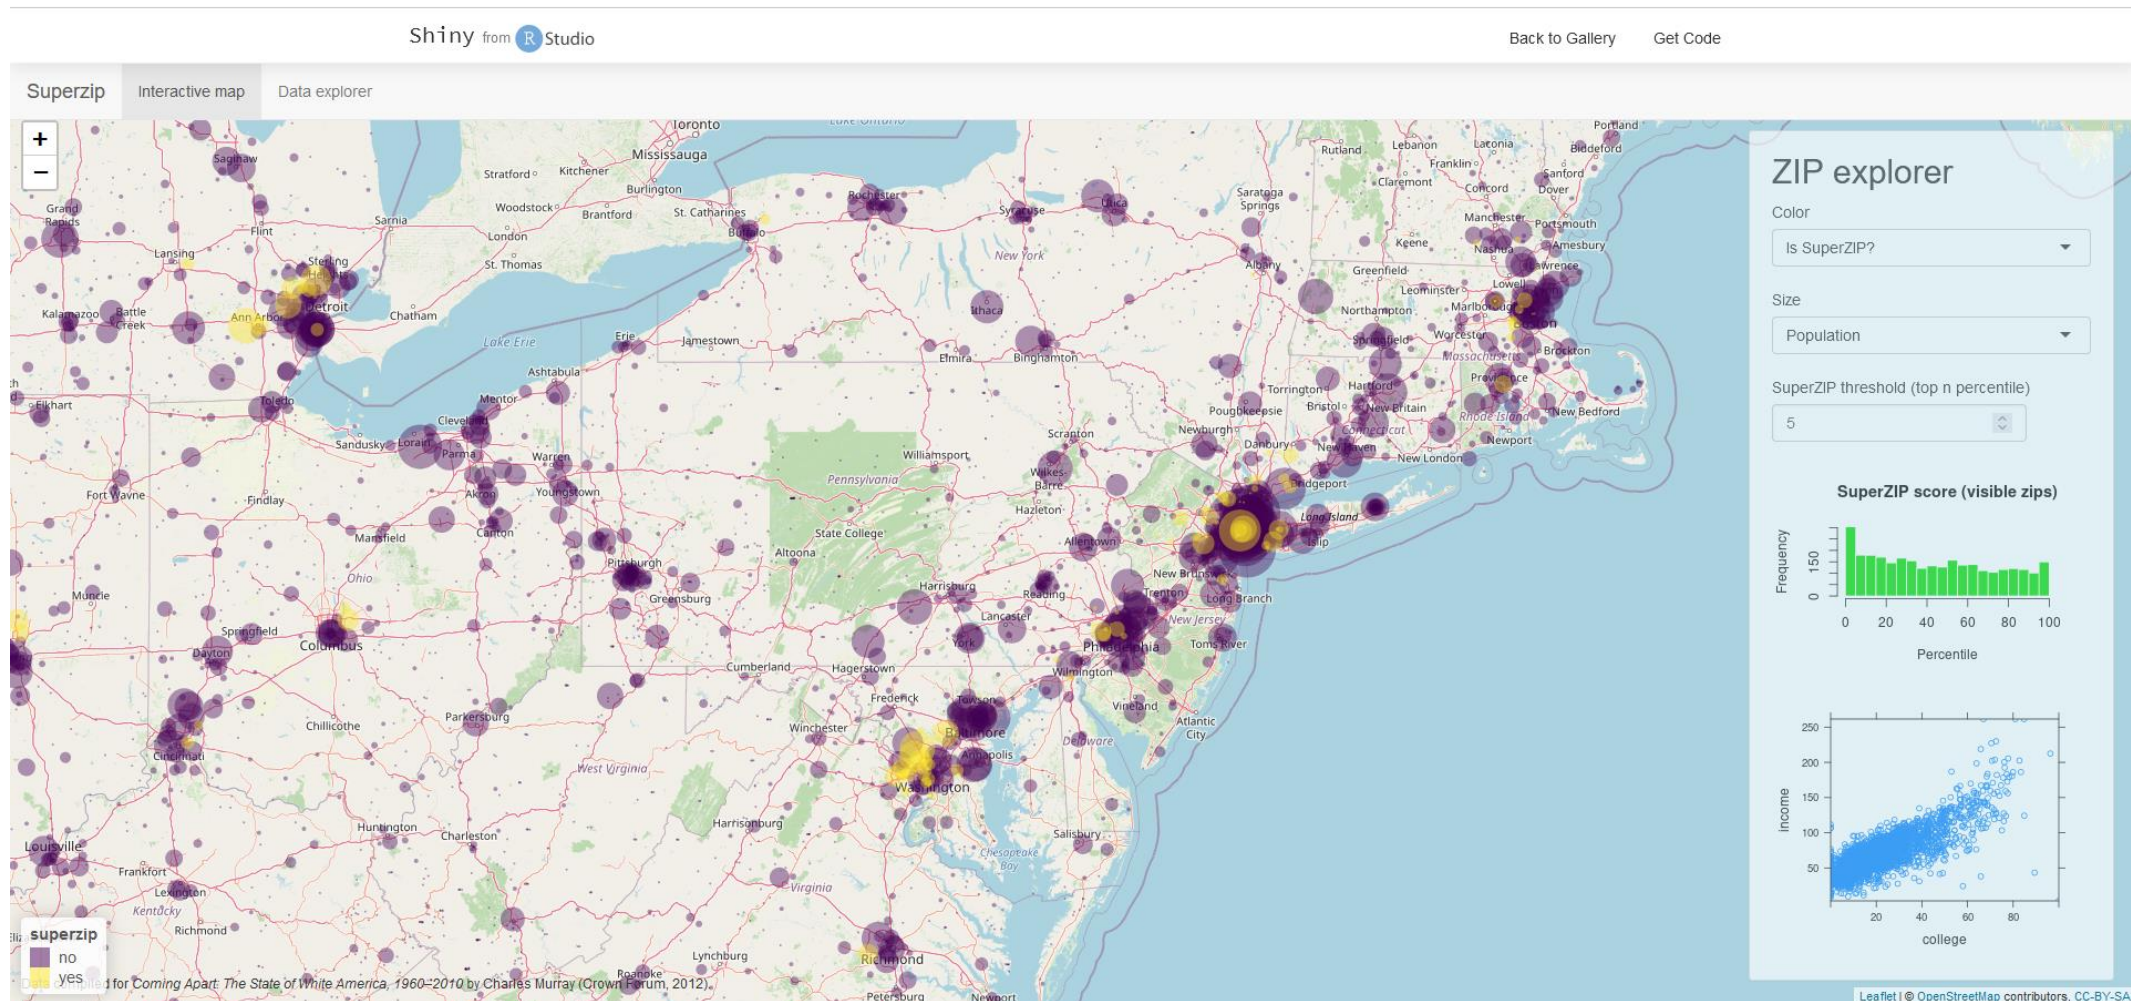 Shiny from R Studio
Back to Gallery Get Code
Superzip Interactive map Data explorer
+
−
Toronto
Lake Ontario
Portland
Mississauga
Saginaw
Stratford
Kitchener
Rutland
Lebanon
Laconia
Biddeford
Franklin
Burlington
Claremont
Concord
Sanford
Dover
Grand Rapids
Woodstock
Brantford
St. Catharines
Rochester
Syracuse
Utica
Saratoga Springs
Manchester
Portsmouth
Sarnia
Flint
London
Buffalo
Keene
Nashua
Amesbury
Lansing
Sterling Heights
St. Thomas
New York
Albany
Greenfield
Lawrence
Lowell
Leominster
Detroit
Ann Arbor
Chatham
Kalamazoo
Battle Creek
Ithaca
Northampton
Marlborough
Boston
Lake Erie
Erie
Jamestown
Elmira
Binghamton
Springfield
Worcester
Massachusetts
Brockton
Ashtabula
Torrington
Hartford
Providence
Elkhart
Toledo
Mentor
Cleveland
Poughkeepsie
Bristol
New Britain
Rhode Island
New Bedford
Sandusky
Lorain
Parma
Warren
Scranton
Newburgh
Danbury
Connecticut
New Haven
Newport
New London
Williamsport
Wilkes-Barre
Pennsylvania
Fort Wayne
Findlay
Akron
Youngstown
Bridgeport
Hazleton
Long Island
Mansfield
Canton
State College
Altoona
Allentown
Islip
Ohio
Pittsburgh
Greensburg
Harrisburg
Reading
New Brunswick
Trenton
Long Branch
Muncie
Lancaster
New Jersey
Springfield
Columbus
Dayton
York
Philadelphia
Toms River
Cumberland
Hagerstown
Wilmington
Frederick
Towson
Vineland
Chillicothe
Parkersburg
Winchester
Baltimore
Atlantic City
Cincinnati
West Virginia
Annapolis
Delaware
Washington
Huntington
Charleston
Harrisonburg
Salisbury
Louisville
Chesapeake Bay
Frankfort
Lexington
Virginia
Kentucky
Richmond
Lynchburg
Richmond
Roanoke
Petersburg
Newport
superzip
no
yes
Data compiled for Coming Apart: The State of White America, 1960–2010 by Charles Murray (Crown Forum, 2012).
ZIP explorer
Color
Is SuperZIP?
Size
Population
SuperZIP threshold (top n percentile)
5
SuperZIP score (visible zips)
Frequency
150
0
0 20 40 60 80 100
Percentile
250
200
150
100
50
income
20 40 60 80
college
Leaflet | © OpenStreetMap contributors, CC-BY-SA